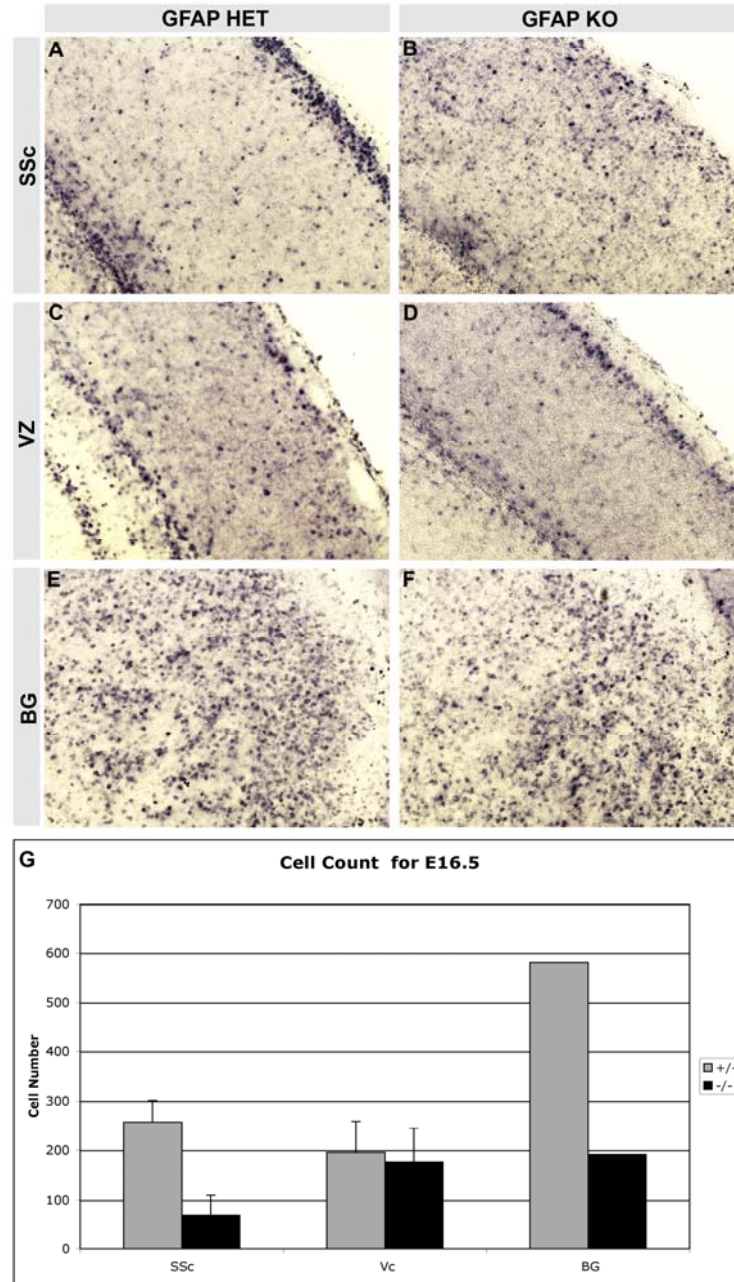 GFAP HET GFAP KO
A B
SSc
C D
VZ
E F
BG
G
Cell Count for E16.5
700
600
500
400
300
200
100
0
Cell Number
SSc Vc BG
+/-
-/-